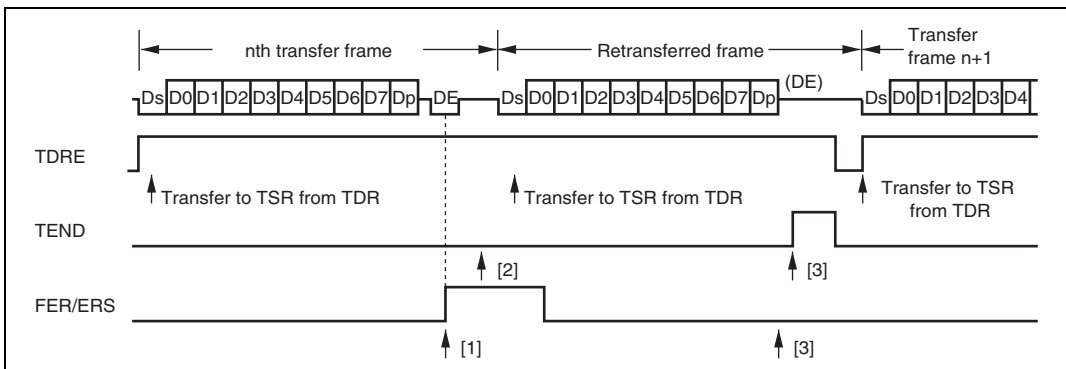 nth transfer frame
Retransferred frame
Transfer
frame n+1
Ds D0 D1 D2 D3 D4 D5 D6 D7 Dp DE
Ds D0 D1 D2 D3 D4 D5 D6 D7 Dp (DE)
Ds D0 D1 D2 D3 D4
TDRE
Transfer to TSR from TDR
Transfer to TSR from TDR
Transfer to TSR
from TDR
TEND
[2]
[3]
FER/ERS
[1]
[3]